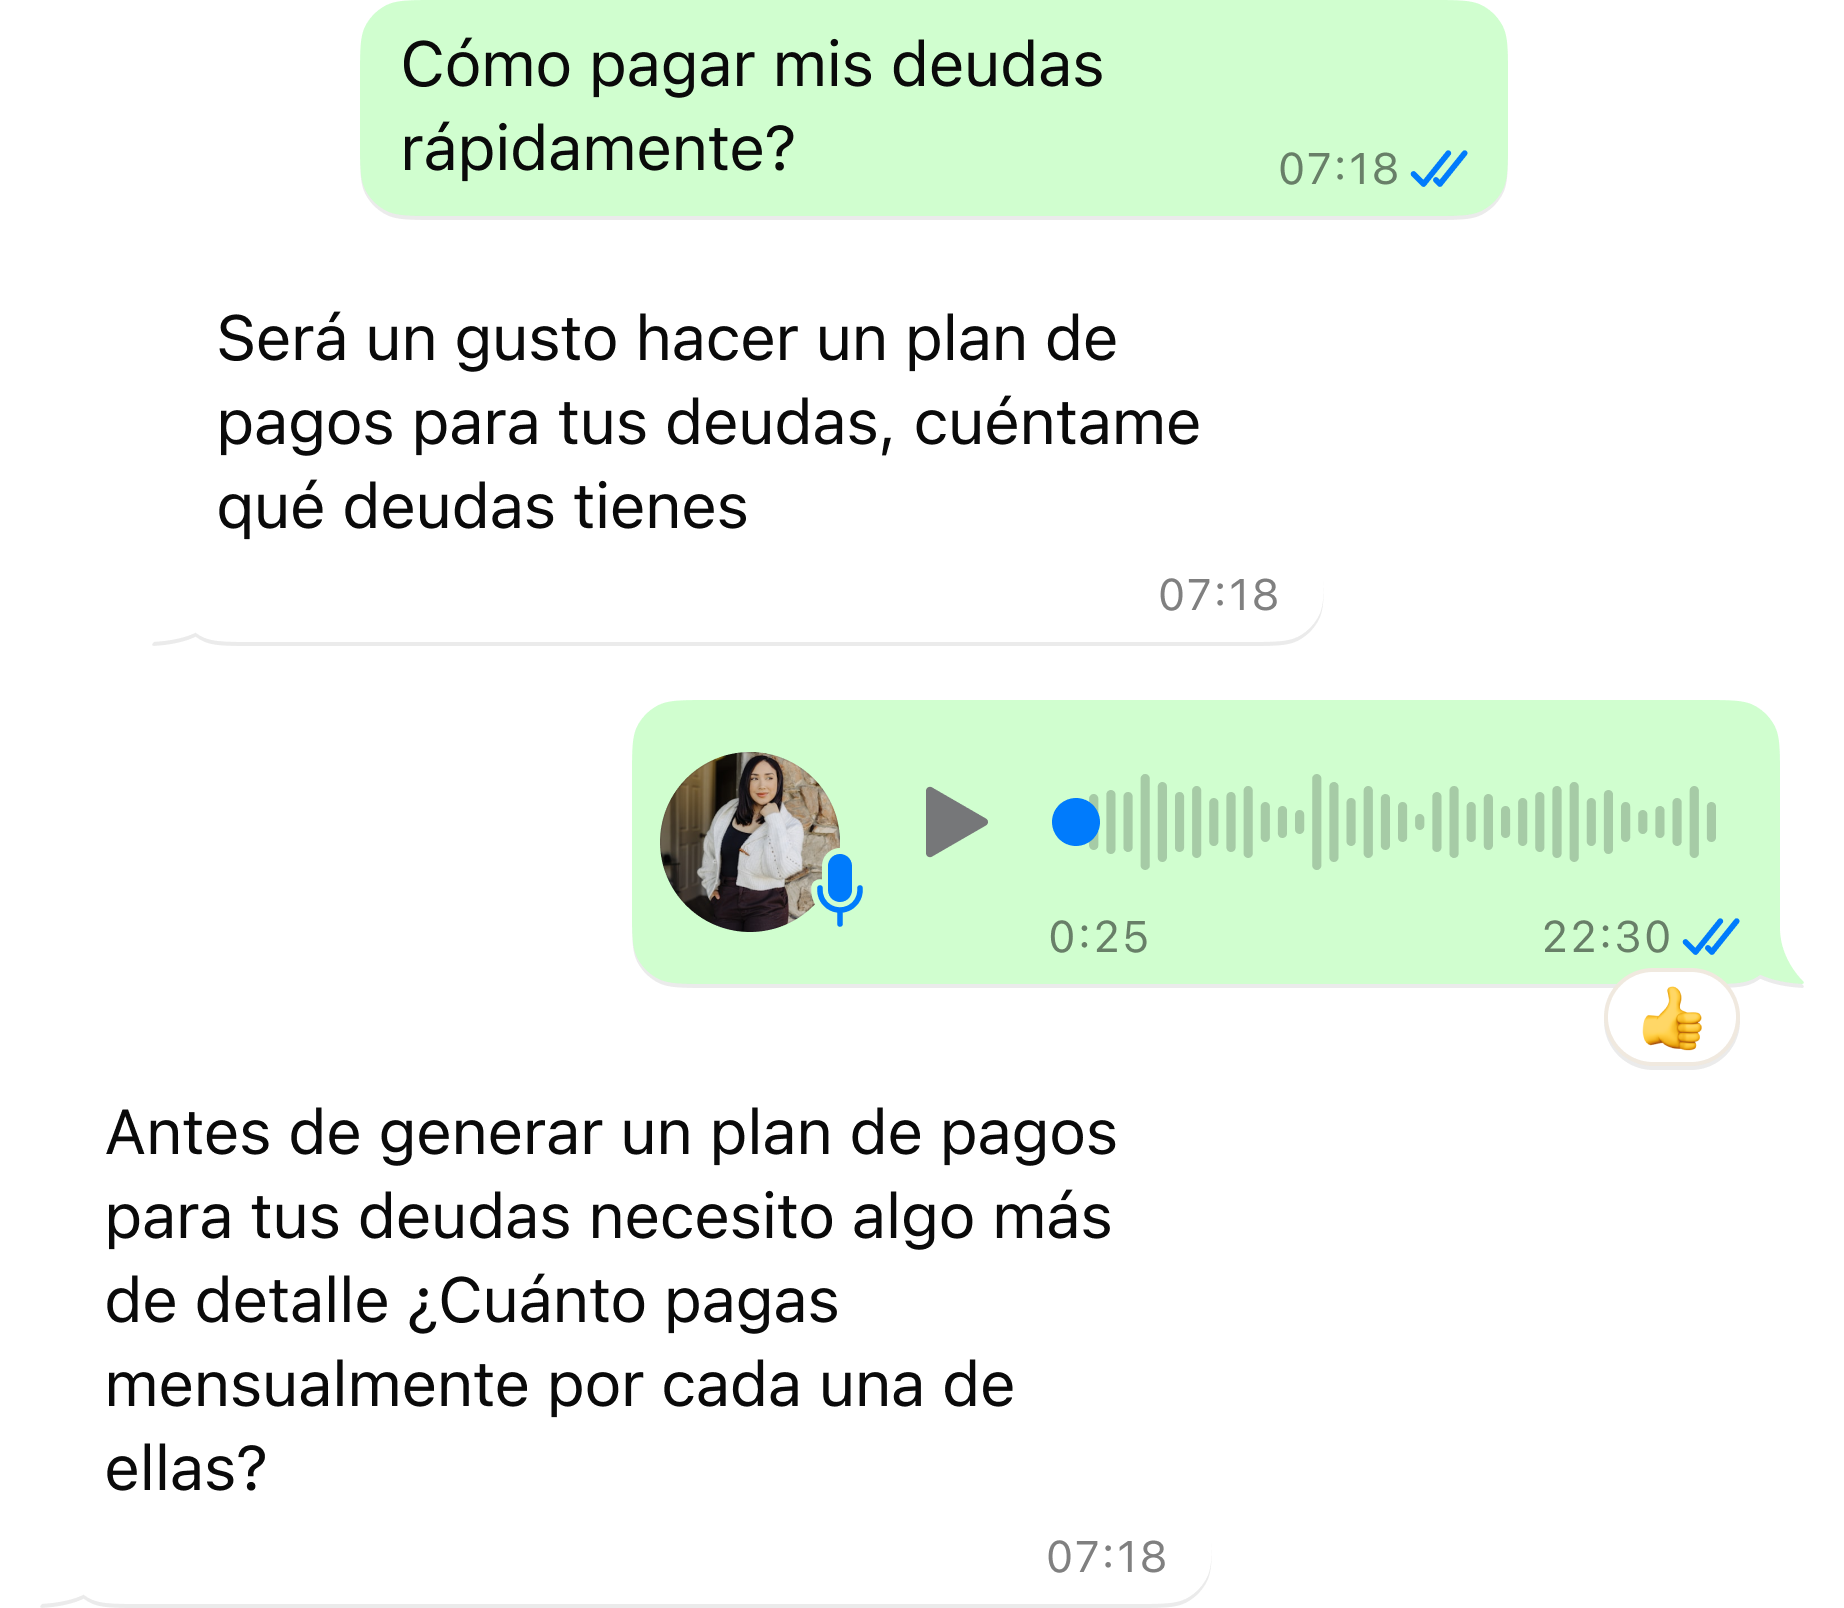 Cómo pagar mis deudas
rápidamente?
07:18
Será un gusto hacer un plan de
pagos para tus deudas, cuéntame
qué deudas tienes
07:18
0:25
22:30
Antes de generar un plan de pagos
para tus deudas necesito algo más
de detalle ¿Cuánto pagas
mensualmente por cada una de
ellas?
07:18